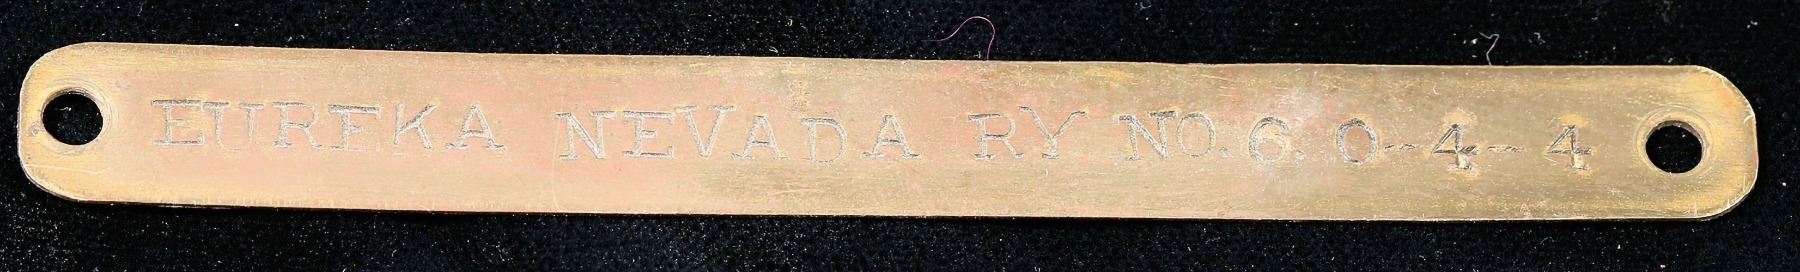 EUREKA NEVADA RY NO.6. 0-4-4